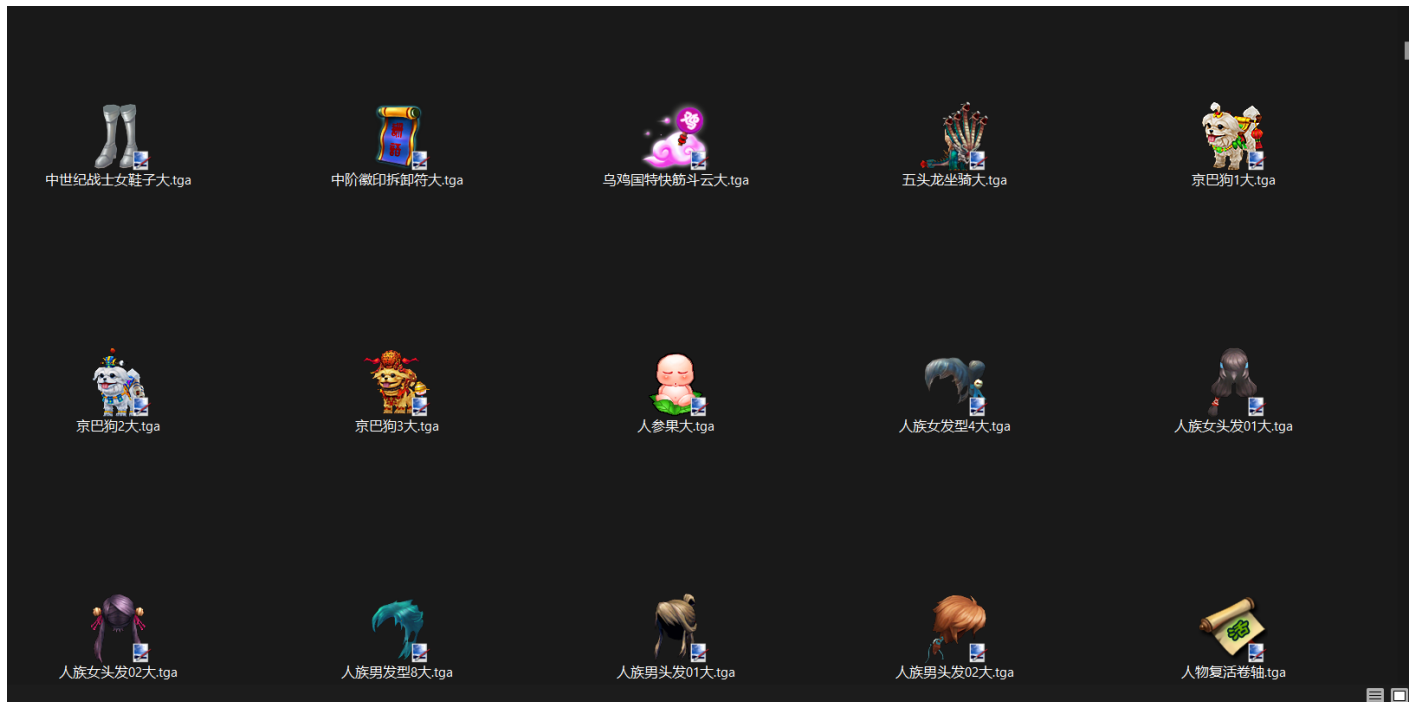 中世纪战士女鞋子大.tga
中阶徽印拆卸符大.tga
乌鸡国特快筋斗云大.tga
五头龙坐骑大.tga
京巴狗1大.tga
京巴狗2大.tga
京巴狗3大.tga
人参果大.tga
人族女发型4大.tga
人族女头发01大.tga
人族女头发02大.tga
人族男发型8大.tga
人族男头发01大.tga
人族男头发02大.tga
活
人物复活卷轴.tga